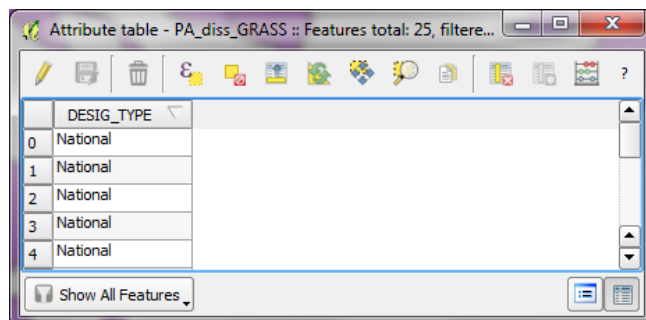 Attribute table - PA_diss_GRASS :: Features total: 25, filtere...
?
DESIG_TYPE
0 National
1 National
2 National
3 National
4 National
Show All Features